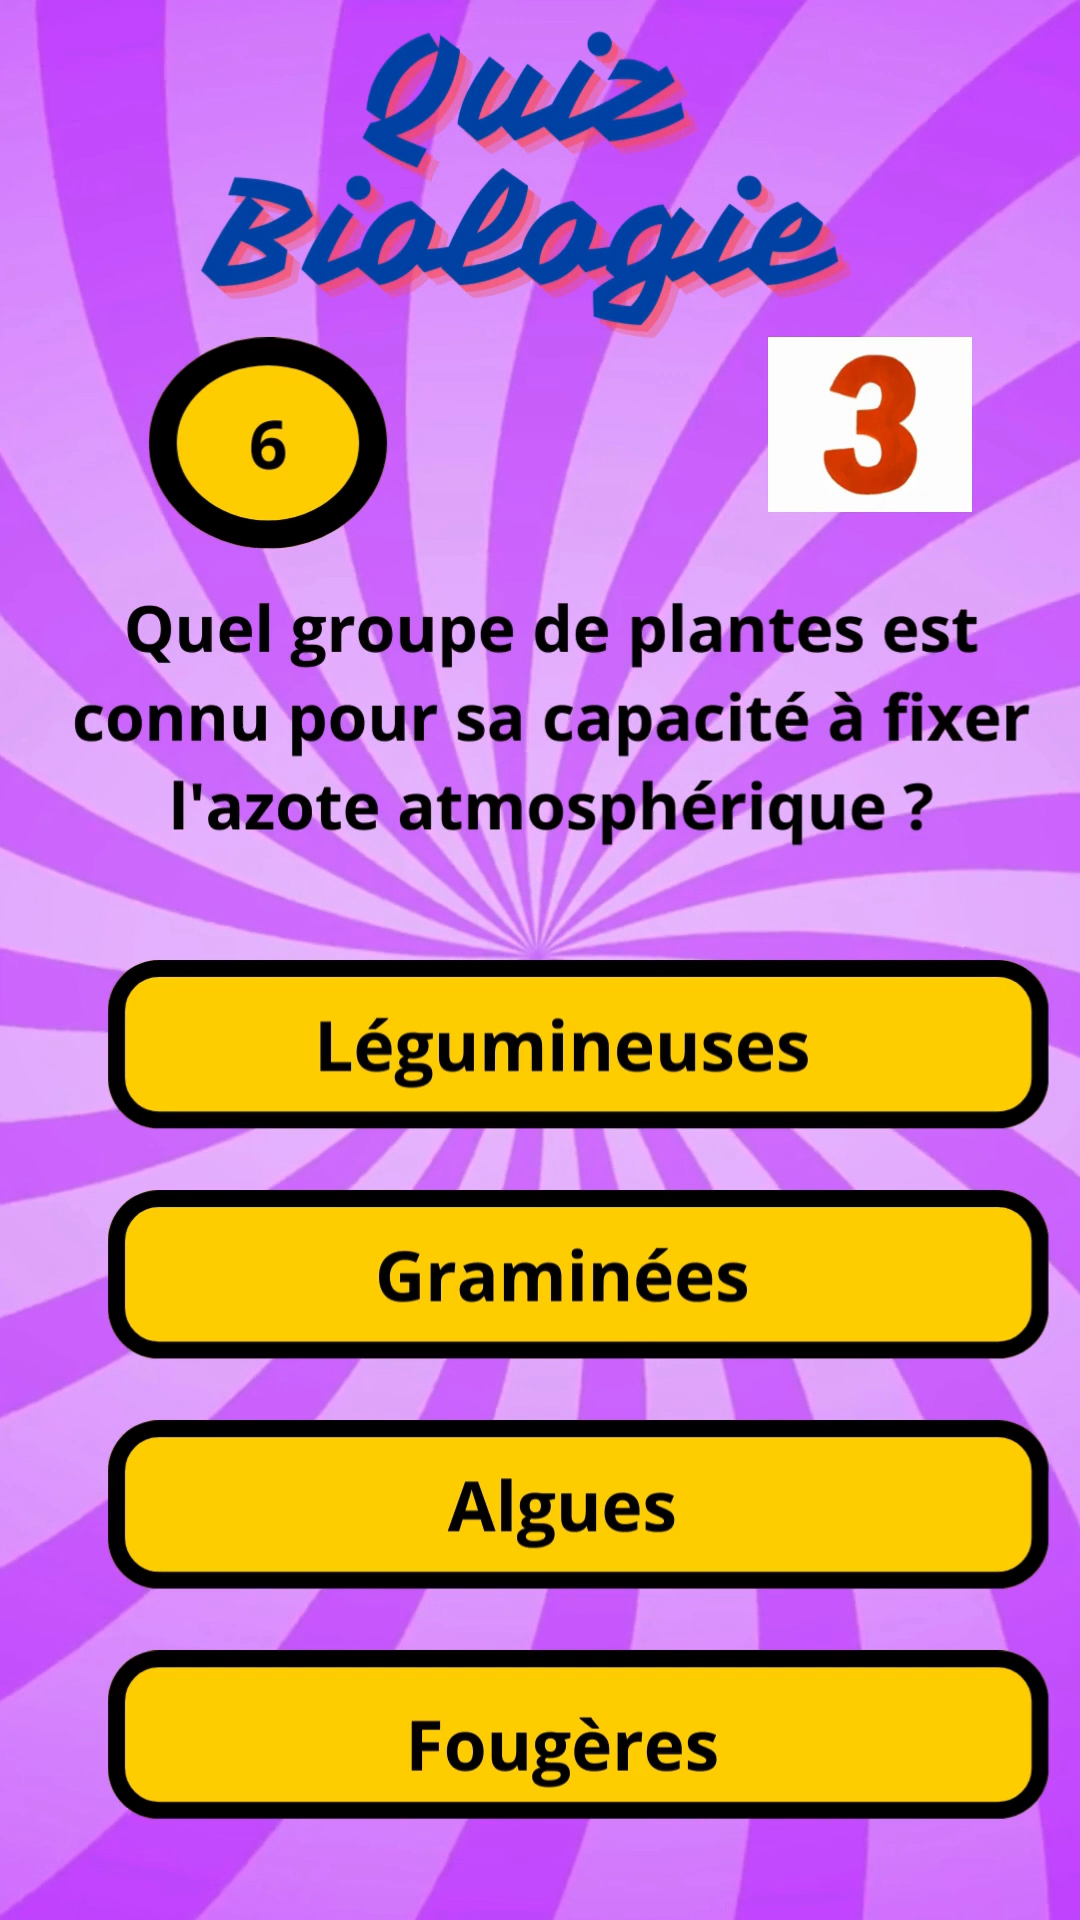 Quiz
Biologie
6
3
Quel groupe de plantes est
connu pour sa capacité à fixer
l'azote atmosphérique ?
Légumineuses
Graminées
Algues
Fougères